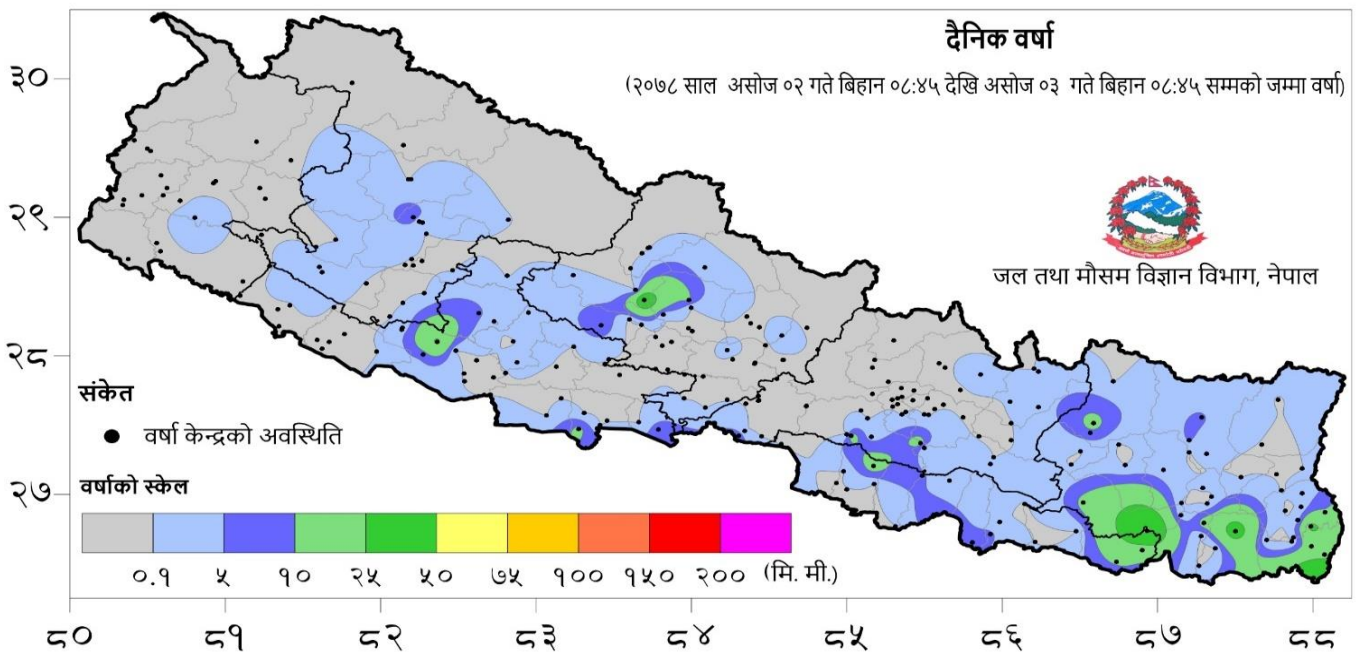 दैनिक वर्षा
(२०७८ साल असोज ०२ गते बिहान ०८:४५ देखि असोज ०३ गते बिहान ०८:४५ सम्मको जम्मा वर्षा)
३०
२९
२८
२७
जल तथा मौसम विज्ञान विभाग, नेपाल
संकेत
वर्षा केन्द्रको अवस्थिति
वर्षाको स्केल
०.१ ५ १० २५ ५० ७५ १०० १५० २०० (मि. मी.)
८० ८१ ८२ ८३ ८४ ८५ ८६ ८७ ८८